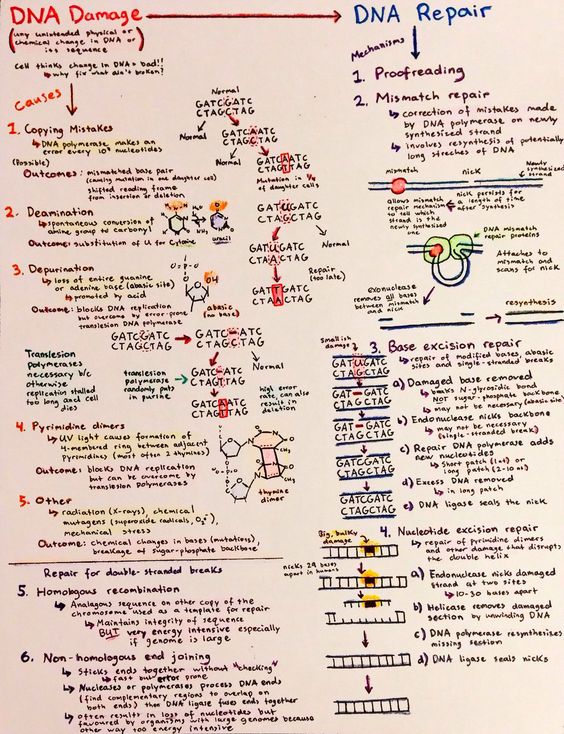 DNA Damage
DNA Repair
(any unintended physical or
chemical change in DNA or
its sequence)
Cell thinks change in DNA = bad!!
why fix what ain't broken?
Causes
1. Copying Mistakes
DNA polymerase makes an
error every 10⁹ nucleotides
(Possible)
Outcomes: mismatched base pair
(causing mutation in one daughter cell)
shifted reading frame
from insertion or deletion
2. Deamination
spontaneous conversion of
amine group to carbonyl
Outcome: substitution of U for Cytosine
uracil
3. Depurination
loss of entire guanine
or adenine base (abasic site)
promoted by acid
Outcome: blocks DNA replication
but overcome by error-prone
translesion DNA polymerase
abasic
(no base)
OH
Normal
GATCGATC
CTAGCTAG
Normal
GATCATC
CTAGCTAG
Normal
GATCAATC
CTAGTTAG
Mutation in ¼
of daughter cells
GATUGATC
CTAGCTAG
GATUGATC
CTAACTAG
Normal
Repair
(too late)
GATTGATC
CTAACTAG
GATCGATC
CTAGCTAG
GATC-ATC
CTAGCTAG
Translesion
polymerases
necessary b/c
otherwise
replication stalled
too long and cell
dies
translesion
polymerase
randomly puts
in purine
GATC-ATC
CTAGTTAG
Normal
GATCAATC
CTAGTTAG
high error
rate, can also
result in
deletion
4. Pyrimidine dimers
UV light causes formation of
4-membered ring between adjacent
pyrimidines (most often 2 thymines)
Outcome: blocks DNA replication
but can be overcome by
translesion polymerases
thymine
dimer
5. Other
radiation (X-rays), chemical
mutagens (superoxide radicals, O₂⁻),
mechanical stress
Outcome: chemical changes in bases (mutations),
breakage of sugar-phosphate backbone
Repair for double-stranded breaks
5. Homologous recombination
Analagous sequence on other copy of the
chromosome used as a template for repair
Maintains integrity of sequence
BUT very energy intensive especially
if genome is large
6. Non-homologous end joining
Sticks ends together without "checking"
fast but error prone
Nucleases or polymerases process DNA ends
(find complementary regions to overlap on
both ends) then DNA ligase fuses ends together
often results in loss of nucleotides but
favoured by organisms with large genomes because
other way too energy intensive
Mechanisms
1. Proofreading
2. Mismatch repair
correction of mistakes made
by DNA polymerase on newly
synthesized strand
involves resynthesis of potentially
long streches of DNA
mismatch
nick
Newly
synthesized
strand
allows mismatch
repair mechanism
to tell which
strand is the
newly synthesized
one
nick persists for
a length of time
after synthesis
DNA mismatch
repair proteins
Attaches to
mismatch and
scans for nick
exonuclease
removes all bases
between mismatch
and nick
resynthesis
3. Base excision repair
repair of modified bases, abasic
sites and single-stranded breaks
smallish
damage
GATUGATC
CTAGCTAG
a) Damaged base removed
via N-glycosidic bond
NOT sugar-phosphate backbone
may not be necessary (abasic site)
GAT-GATC
CTAGCTAG
b) Endonuclease nicks backbone
may not be necessary
(single-stranded break)
GAT GATC
CTAGCTAG
c) Repair DNA polymerase adds
new nucleotides
Short patch (1 nt) or
long patch (2-10 nt)
GATCGATC
CTAGCTAG
d) Excess DNA removed
in long patch
GATCGATC
CTAGCTAG
e) DNA ligase seals the nick
4. Nucleotide excision repair
repair of pyrimidine dimers
and other damage that disrupts
the double helix
Big, bulky
damage
nicks 29 bases
apart in humans
a) Endonuclease nicks damaged
strand at two sites
10-30 bases apart
b) Helicase removes damaged
section by unwinding DNA
c) DNA polymerase resynthesizes
missing section
d) DNA ligase seals nicks